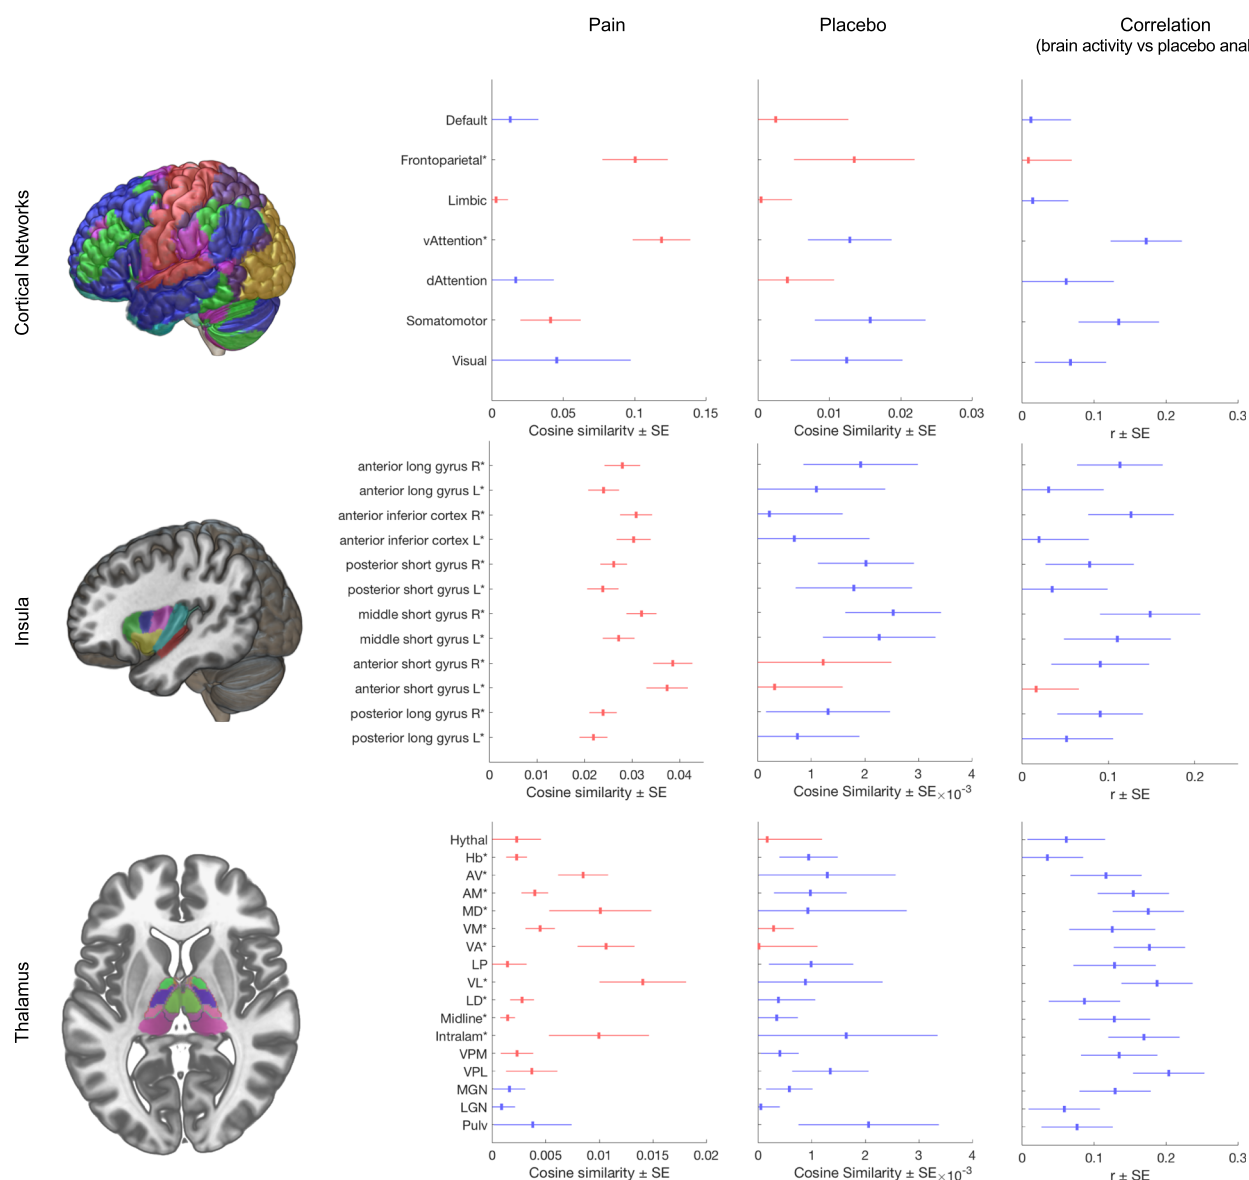 Pain Placebo Correlation
(brain activity vs placebo anal
Cortical Networks
Default
Frontoparietal*
Limbic
vAttention*
dAttention
Somatomotor
Visual
0 0.05 0.1 0.15 0 0.01 0.02 0.03 0 0.1 0.2 0.3
Cosine similarity ± SE Cosine Similarity ± SE r ± SE
Insula
anterior long gyrus R*
anterior long gyrus L*
anterior inferior cortex R*
anterior inferior cortex L*
posterior short gyrus R*
posterior short gyrus L*
middle short gyrus R*
middle short gyrus L*
anterior short gyrus R*
anterior short gyrus L*
posterior long gyrus R*
posterior long gyrus L*
0 0.01 0.02 0.03 0.04 0 1 2 3 4 0 0.1 0.2
Cosine similarity ± SE Cosine Similarity ± SE ×10⁻³ r ± SE
Thalamus
Hythal
Hb*
AV*
AM*
MD*
VM*
VA*
LP
VL*
LD*
Midline*
Intralam*
VPM
VPL
MGN
LGN
Pulv
0 0.005 0.01 0.015 0.02 0 1 2 3 4 0 0.1 0.2 0.3
Cosine similarity ± SE Cosine Similarity ± SE ×10⁻³ r ± SE